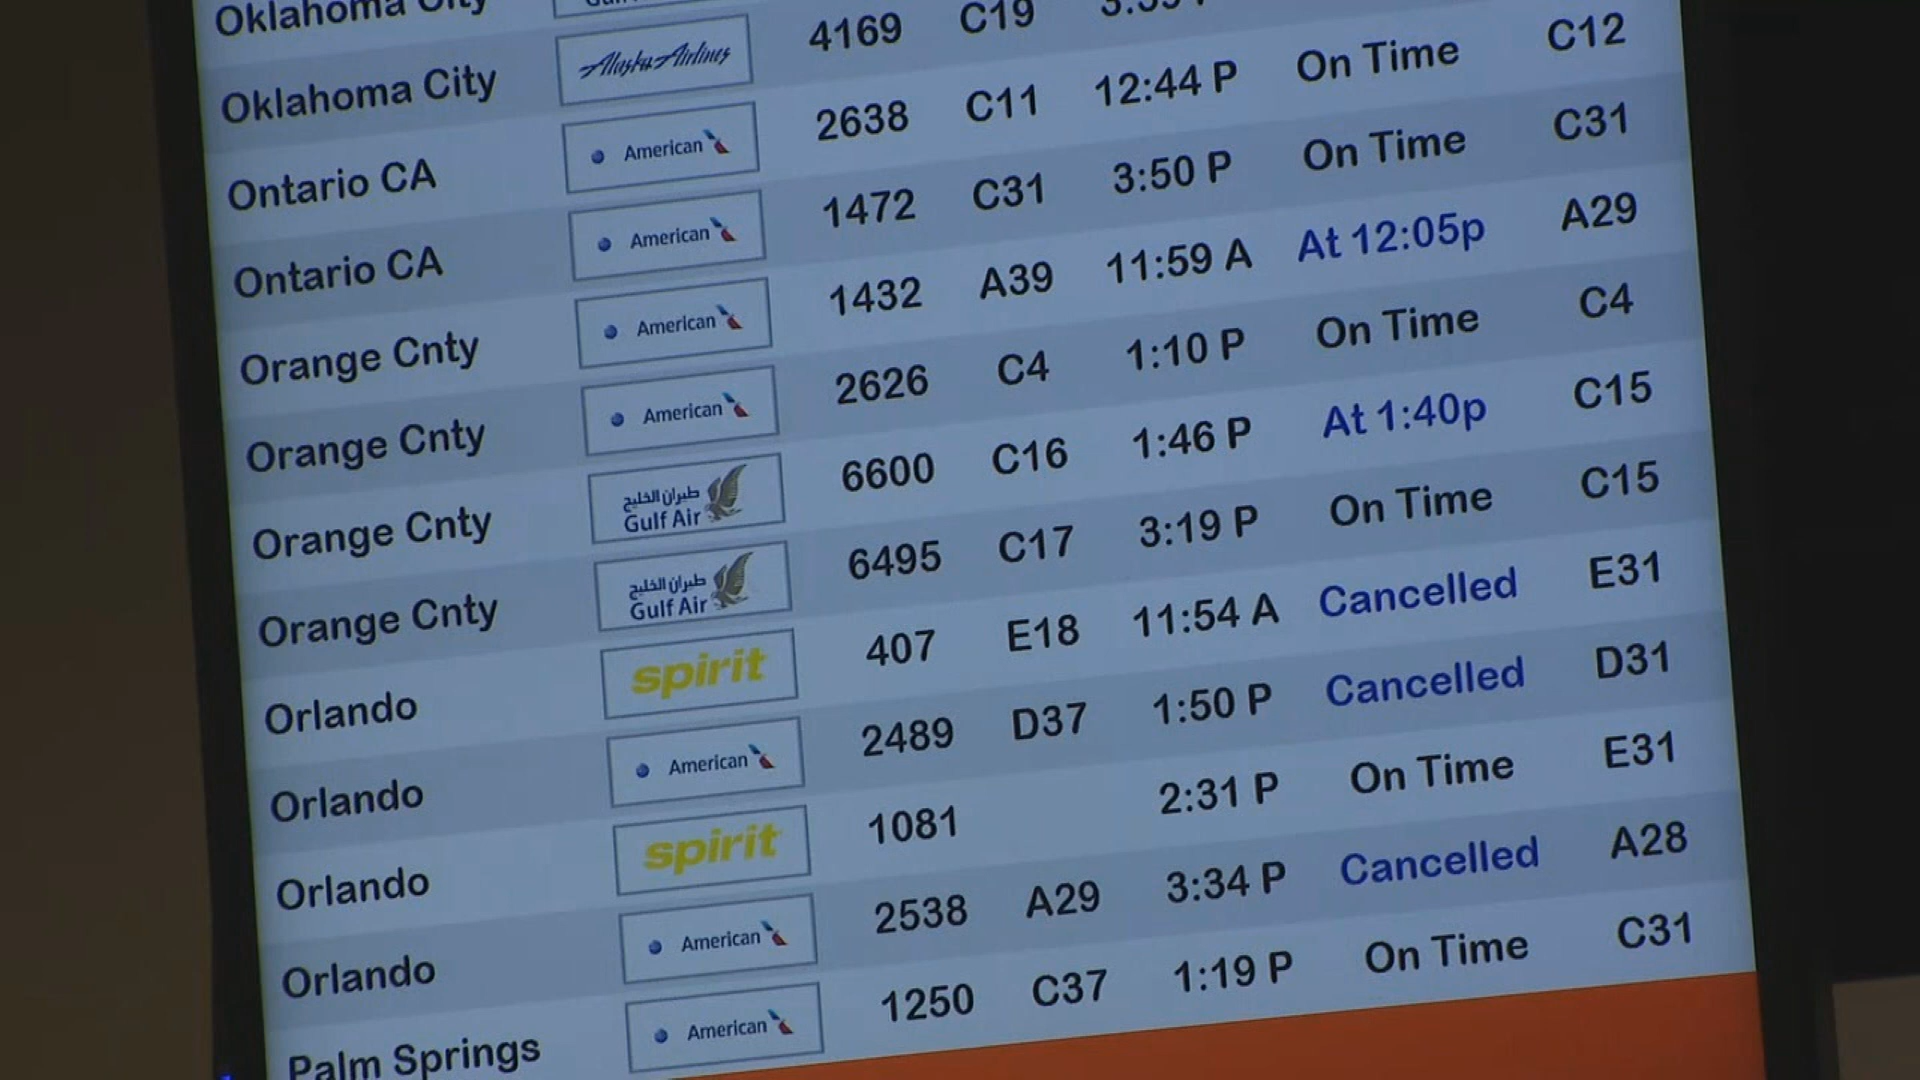 Oklahoma City
Oklahoma City Alaska Airlines 4169 C19
Ontario CA American 2638 C11 12:44 P On Time C12
Ontario CA American 1472 C31 3:50 P On Time C31
Orange Cnty American 1432 A39 11:59 A At 12:05p A29
Orange Cnty American 2626 C4 1:10 P On Time C4
Orange Cnty طيران الخليج Gulf Air 6600 C16 1:46 P At 1:40p C15
Orange Cnty طيران الخليج Gulf Air 6495 C17 3:19 P On Time C15
Orlando spirit 407 E18 11:54 A Cancelled E31
Orlando American 2489 D37 1:50 P Cancelled D31
Orlando spirit 1081 2:31 P On Time E31
Orlando American 2538 A29 3:34 P Cancelled A28
Palm Springs American 1250 C37 1:19 P On Time C31